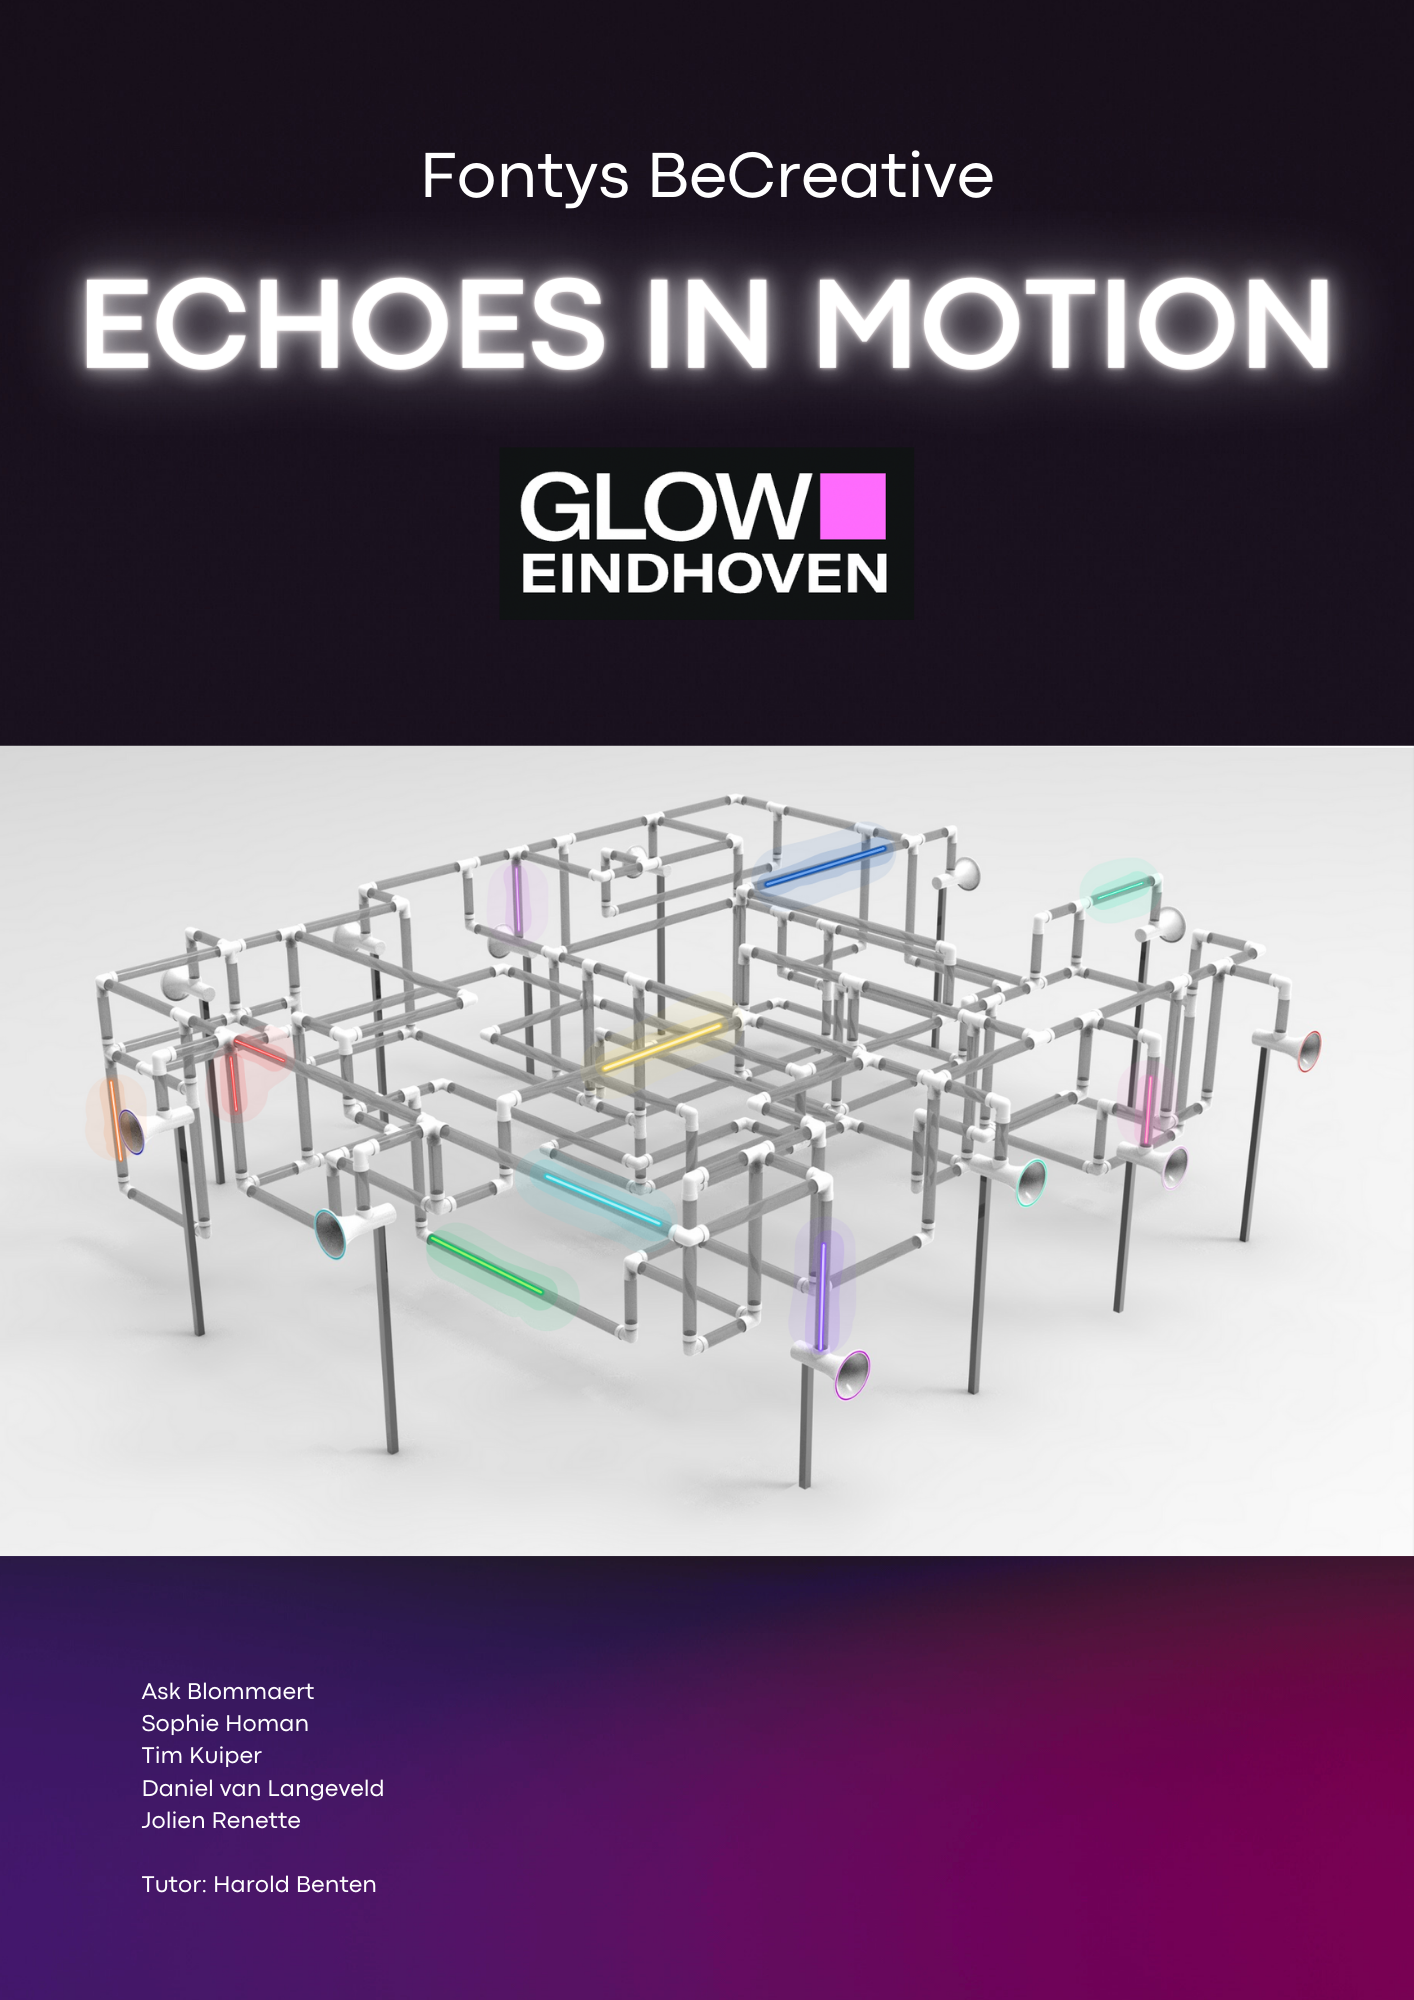 Fontys BeCreative
ECHOES IN MOTION
GLOW
EINDHOVEN
Ask Blommaert
Sophie Homan
Tim Kuiper
Daniel van Langeveld
Jolien Renette
Tutor: Harold Benten